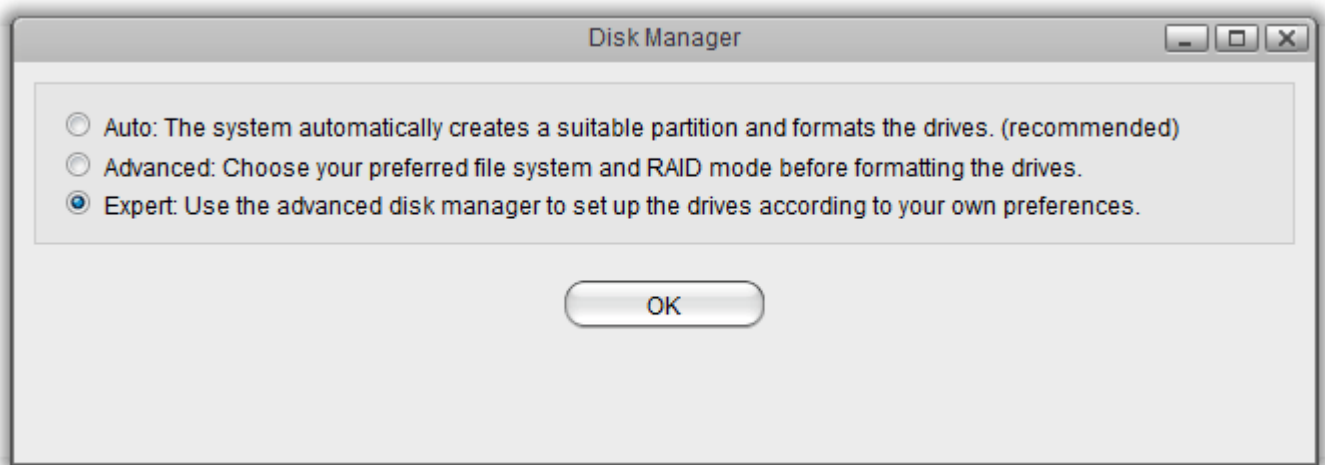 Disk Manager
Auto: The system automatically creates a suitable partition and formats the drives. (recommended)
Advanced: Choose your preferred file system and RAID mode before formatting the drives.
Expert: Use the advanced disk manager to set up the drives according to your own preferences.
OK